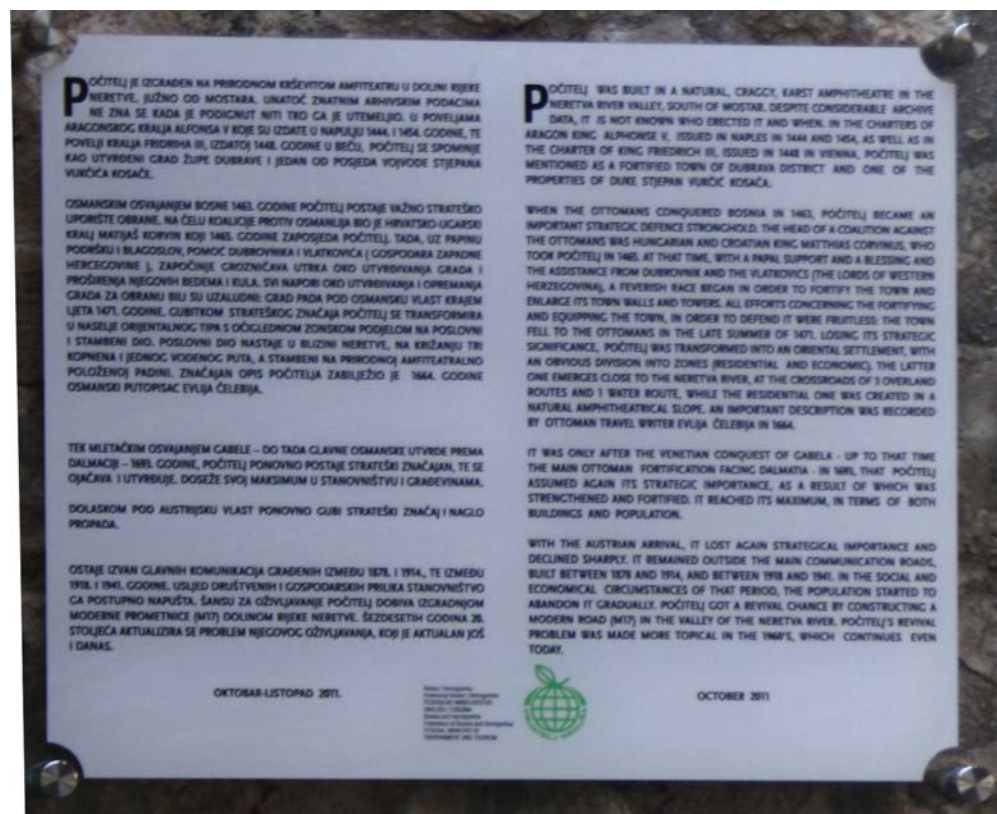 POČITELJ JE IZGRAĐEN NA PRIRODNOM KRŠEVITOM AMFITEATRU U DOLINI RIJEKE
NERETVE, JUŽNO OD MOSTARA. UNATOČ ZNATNIM ARHIVSKIM PODACIMA
NE ZNA SE KADA JE PODIGNUT NITI TKO GA JE UTEMELJIO. U POVELJAMA
ARAGONSKOG KRALJA ALFONSA V KOJE SU IZDATE U NAPULJU 1444. I 1454. GODINE, TE
POVELJI KRALJA FRIDRIHA III, IZDATOJ 1448. GODINE U BEČU, POČITELJ SE SPOMINJE
KAO UTVRĐENI GRAD ŽUPE DUBRAVE I JEDAN OD POSJEDA VOJVODE STJEPANA
VUKČIĆA KOSAČE.
OSMANSKIM OSVAJANJEM BOSNE 1463. GODINE POČITELJ POSTAJE VAŽNO STRATEŠKO
UPORIŠTE OBRANE. NA ČELU KOALICIJE PROTIV OSMANLIJA BIO JE HRVATSKO-UGARSKI
KRALJ MATIJAŠ KORVIN KOJI 1465. GODINE ZAPOSJEDA POČITELJ. TADA, UZ PAPINU
PODRŠKU I BLAGOSLOV, POMOĆ DUBROVNIKA I VLATKOVIĆA ( GOSPODARA ZAPADNE
HERCEGOVINE ), ZAPOČINJE GROZNIČAVA UTRKA OKO UTVRĐIVANJA GRADA I
PROŠIRENJA NJEGOVIH BEDEMA I KULA. SVI NAPORI OKO UTVRĐIVANJA I OPREMANJA
GRADA ZA OBRANU BILI SU UZALUDNI: GRAD PADA POD OSMANSKU VLAST KRAJEM
LJETA 1471. GODINE. GUBITKOM STRATEŠKOG ZNAČAJA POČITELJ SE TRANSFORMIRA
U NASELJE ORIJENTALNOG TIPA S OČIGLEDNOM ZONSKOM PODJELOM NA POSLOVNI
I STAMBENI DIO. POSLOVNI DIO NASTAJE U BLIZINI NERETVE, NA KRIŽANJU TRI
KOPNENA I JEDNOG VODENOG PUTA, A STAMBENI NA PRIRODNOJ AMFITEATRALNO
POLOŽENOJ PADINI. ZNAČAJAN OPIS POČITELJA ZABILJEŽIO JE 1664. GODINE
OSMANSKI PUTOPISAC EVLIJA ČELEBIJA.
TEK MLETAČKIM OSVAJANJEM GABELE – DO TADA GLAVNE OSMANSKE UTVRDE PREMA
DALMACIJI – 1693. GODINE, POČITELJ PONOVNO POSTAJE STRATEŠKI ZNAČAJAN, TE SE
OJAČAVA I UTVRĐUJE. DOSEŽE SVOJ MAKSIMUM U STANOVNIŠTVU I GRAĐEVINAMA.
DOLASKOM POD AUSTRIJSKU VLAST PONOVNO GUBI STRATEŠKI ZNAČAJ I NAGLO
PROPADA.
OSTAJE IZVAN GLAVNIH KOMUNIKACIJA GRAĐENIH IZMEĐU 1878. I 1914., TE IZMEĐU
1918. I 1941. GODINE. USLJED DRUŠTVENIH I GOSPODARSKIH PRILIKA STANOVNIŠTVO
GA POSTUPNO NAPUŠTA. ŠANSU ZA OŽIVLJAVANJE POČITELJ DOBIVA IZGRADNJOM
MODERNE PROMETNICE (M17) DOLINOM RIJEKE NERETVE. ŠEZDESETIH GODINA 20.
STOLJEĆA AKTUALIZIRA SE PROBLEM NJEGOVOG OŽIVLJAVANJA, KOJI JE AKTUALAN JOŠ
I DANAS.
OKTOBAR-LISTOPAD 2011.
POČITELJ WAS BUILT IN A NATURAL, CRAGGY, KARST AMPHITHEATRE IN THE
NERETVA RIVER VALLEY, SOUTH OF MOSTAR. DESPITE CONSIDERABLE ARCHIVE
DATA, IT IS NOT KNOWN WHO ERECTED IT AND WHEN. IN THE CHARTERS OF
ARAGON KING ALPHONSE V, ISSUED IN NAPLES IN 1444 AND 1454, AS WELL AS IN
THE CHARTER OF KING FRIEDRICH III, ISSUED IN 1448 IN VIENNA, POČITELJ WAS
MENTIONED AS A FORTIFIED TOWN OF DUBRAVA DISTRICT AND ONE OF THE
PROPERTIES OF DUKE STJEPAN VUKČIĆ KOSAČA.
WHEN THE OTTOMANS CONQUERED BOSNIA IN 1463, POČITELJ BECAME AN
IMPORTANT STRATEGIC DEFENCE STRONGHOLD. THE HEAD OF A COALITION AGAINST
THE OTTOMANS WAS HUNGARIAN AND CROATIAN KING MATTHIAS CORVINUS, WHO
TOOK POČITELJ IN 1465. AT THAT TIME, WITH A PAPAL SUPPORT AND A BLESSING AND
THE ASSISTANCE FROM DUBROVNIK AND THE VLATKOVICS (THE LORDS OF WESTERN
HERZEGOVINA), A FEVERISH RACE BEGAN IN ORDER TO FORTIFY THE TOWN AND
ENLARGE ITS TOWN WALLS AND TOWERS. ALL EFFORTS CONCERNING THE FORTIFYING
AND EQUIPPING THE TOWN, IN ORDER TO DEFEND IT WERE FRUITLESS: THE TOWN
FELL TO THE OTTOMANS IN THE LATE SUMMER OF 1471. LOSING ITS STRATEGIC
SIGNIFICANCE, POČITELJ WAS TRANSFORMED INTO AN ORIENTAL SETTLEMENT, WITH
AN OBVIOUS DIVISION INTO ZONES (RESIDENTIAL AND ECONOMIC). THE LATTER
ONE EMERGES CLOSE TO THE NERETVA RIVER, AT THE CROSSROADS OF 3 OVERLAND
ROUTES AND 1 WATER ROUTE, WHILE THE RESIDENTIAL ONE WAS CREATED IN A
NATURAL AMPHITHEATRICAL SLOPE. AN IMPORTANT DESCRIPTION WAS RECORDED
BY OTTOMAN TRAVEL WRITER EVLIJA ČELEBIJA IN 1664.
IT WAS ONLY AFTER THE VENETIAN CONQUEST OF GABELA - UP TO THAT TIME
THE MAIN OTTOMAN FORTIFICATION FACING DALMATIA - IN 1693, THAT POČITELJ
ASSUMED AGAIN ITS STRATEGIC IMPORTANCE, AS A RESULT OF WHICH WAS
STRENGTHENED AND FORTIFIED. IT REACHED ITS MAXIMUM, IN TERMS OF BOTH
BUILDINGS AND POPULATION.
WITH THE AUSTRIAN ARRIVAL, IT LOST AGAIN STRATEGICAL IMPORTANCE AND
DECLINED SHARPLY. IT REMAINED OUTSIDE THE MAIN COMMUNICATION ROADS,
BUILT BETWEEN 1878 AND 1914, AND BETWEEN 1918 AND 1941. IN THE SOCIAL AND
ECONOMICAL CIRCUMSTANCES OF THAT PERIOD, THE POPULATION STARTED TO
ABANDON IT GRADUALLY. POČITELJ GOT A REVIVAL CHANCE BY CONSTRUCTING A
MODERN ROAD (M17) IN THE VALLEY OF THE NERETVA RIVER. POČITELJ'S REVIVAL
PROBLEM WAS MADE MORE TOPICAL IN THE 1960'S, WHICH CONTINUES EVEN
TODAY.
OCTOBER 2011